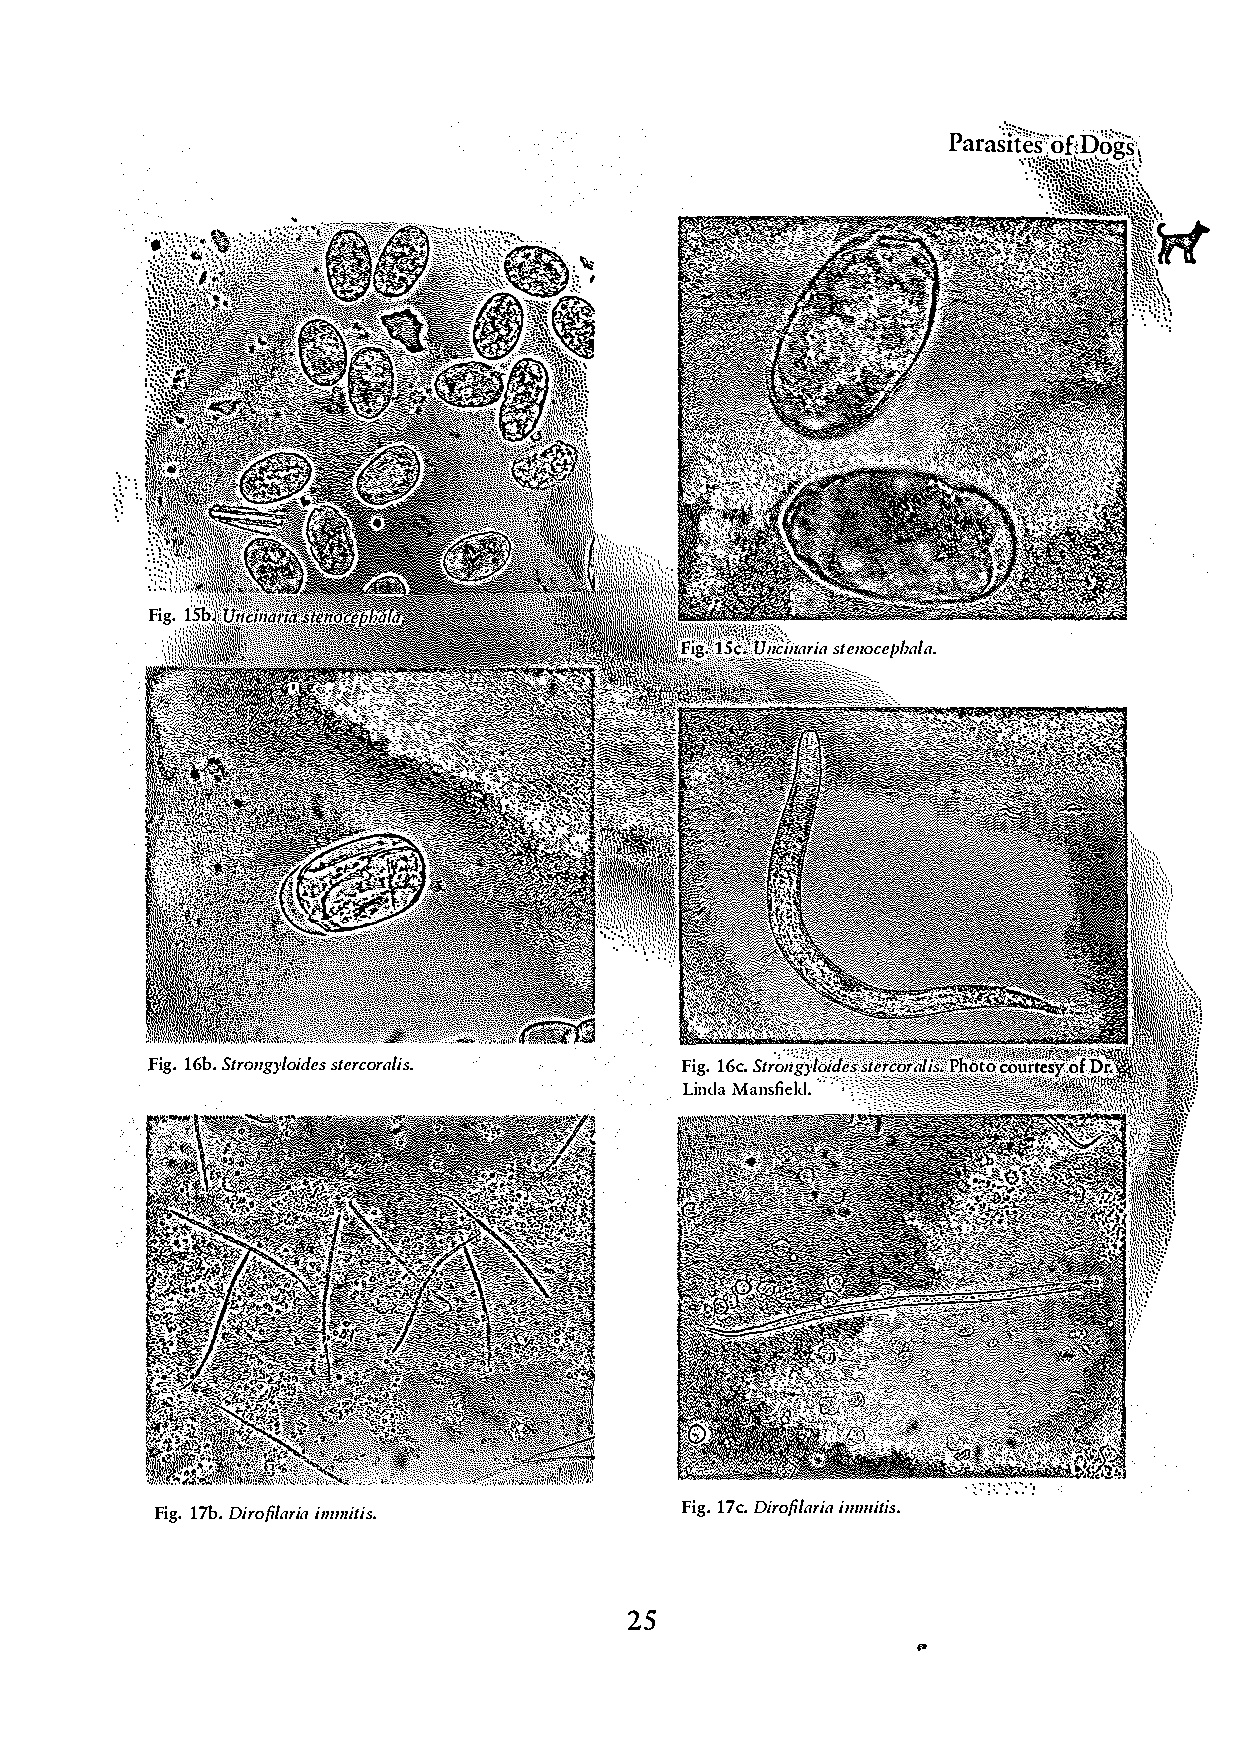 Parasites of Dogs
Fig. 15b. Uncinaria stenocephala.
Fig. 15c. Uncinaria stenocephala.
Fig. 16b. Strongyloides stercoralis.
Fig. 16c. Strongyloides stercoralis. Photo courtesy of Dr.
Linda Mansfield.
Fig. 17b. Dirofilaria immitis.
Fig. 17c. Dirofilaria immitis.
25